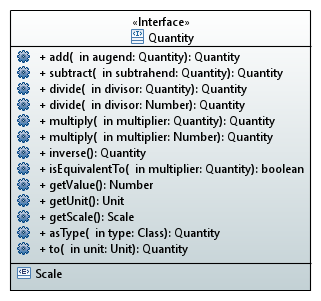 «Interface»
Quantity
+ add( in augend: Quantity): Quantity
+ subtract( in subtrahend: Quantity): Quantity
+ divide( in divisor: Quantity): Quantity
+ divide( in divisor: Number): Quantity
+ multiply( in multiplier: Quantity): Quantity
+ multiply( in multiplier: Number): Quantity
+ inverse(): Quantity
+ isEquivalentTo( in multiplier: Quantity): boolean
+ getValue(): Number
+ getUnit(): Unit
+ getScale(): Scale
+ asType( in type: Class): Quantity
+ to( in unit: Unit): Quantity
Scale